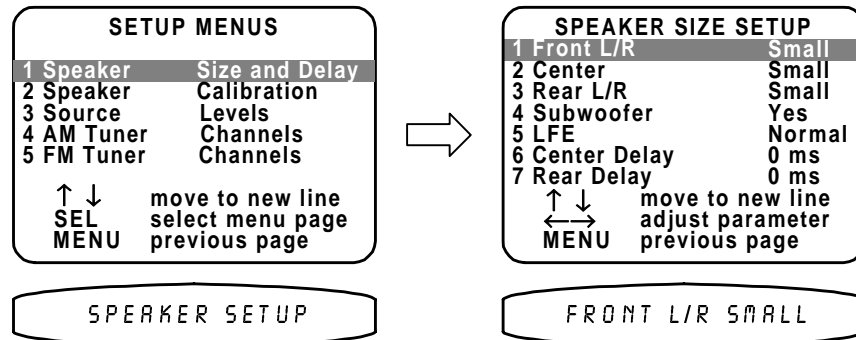 SETUP MENUS
1 Speaker Size and Delay
2 Speaker Calibration
3 Source Levels
4 AM Tuner Channels
5 FM Tuner Channels
↑ ↓ move to new line
SEL select menu page
MENU previous page
SPEAKER SETUP
SPEAKER SIZE SETUP
1 Front L/R Small
2 Center Small
3 Rear L/R Small
4 Subwoofer Yes
5 LFE Normal
6 Center Delay 0 ms
7 Rear Delay 0 ms
↑ ↓ move to new line
←→ adjust parameter
MENU previous page
FRONT L/R SMALL